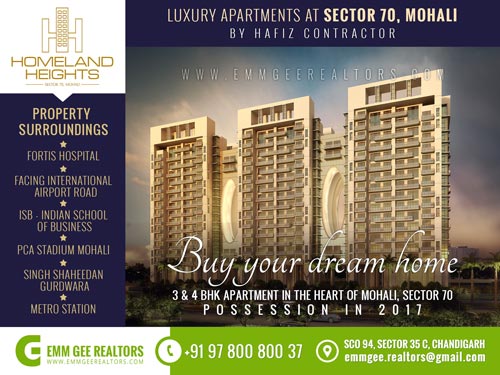 HOMELAND
HEIGHTS
SECTOR 70, MOHALI
PROPERTY
SURROUNDINGS
FORTIS HOSPITAL
FACING INTERNATIONAL
AIRPORT ROAD
ISB - INDIAN SCHOOL
OF BUSINESS
PCA STADIUM MOHALI
SINGH SHAHEEDAN
GURDWARA
METRO STATION
LUXURY APARTMENTS AT SECTOR 70, MOHALI
BY HAFIZ CONTRACTOR
WWW.EMMGEEREALTORS.COM
Buy your dream home
3 & 4 BHK APARTMENT IN THE HEART OF MOHALI, SECTOR 70
POSSESSION IN 2017
EMM GEE REALTORS
WWW.EMMGEEREALTORS.COM
+91 97 800 800 37
SCO 94, SECTOR 35 C, CHANDIGARH
emmgee.realtors@gmail.com